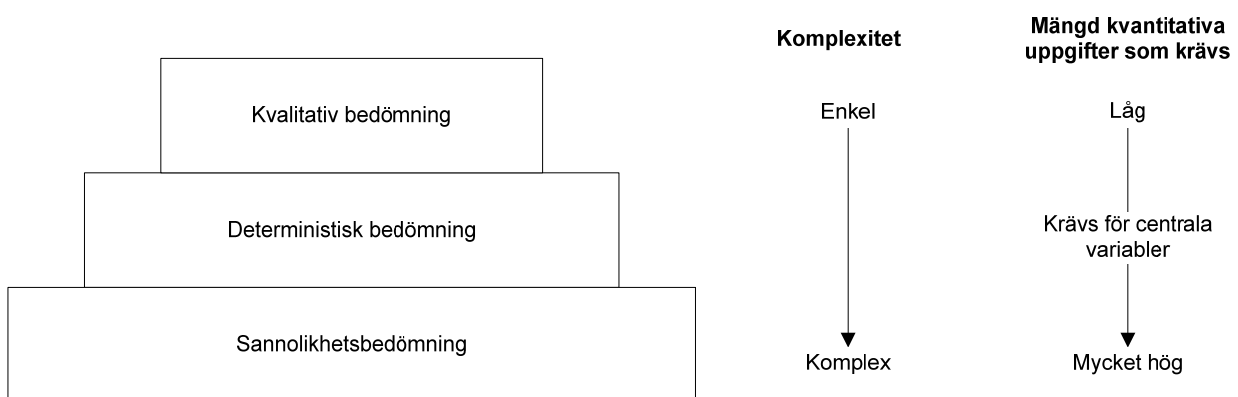 Komplexitet
Mängd kvantitativa
uppgifter som krävs
Kvalitativ bedömning
Enkel
Låg
Deterministisk bedömning
Krävs för centrala
variabler
Sannolikhetsbedömning
Komplex
Mycket hög